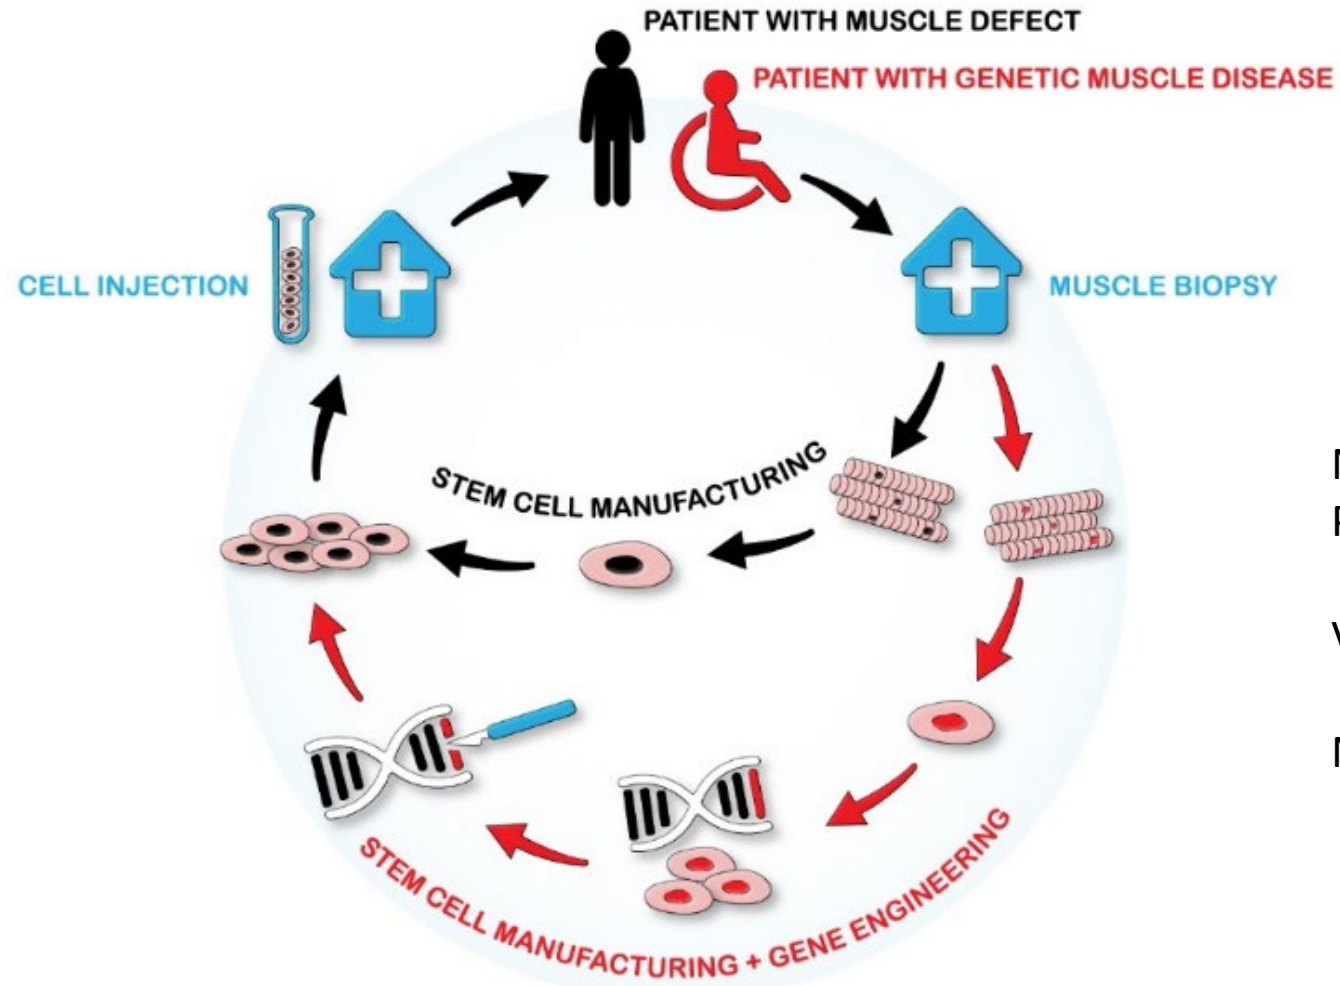 PATIENT WITH MUSCLE DEFECT
PATIENT WITH GENETIC MUSCLE DISEASE
CELL INJECTION
MUSCLE BIOPSY
STEM CELL MANUFACTURING
STEM CELL MANUFACTURING + GENE ENGINEERING